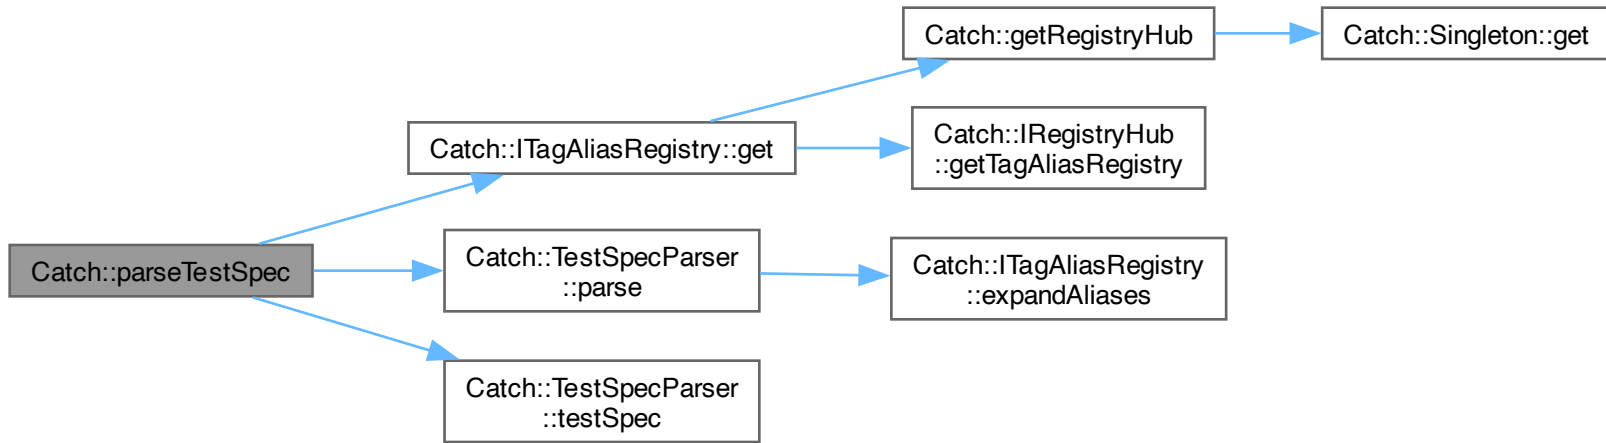 Catch::parseTestSpec
Catch::ITagAliasRegistry::get
Catch::getRegistryHub
Catch::Singleton::get
Catch::IRegistryHub
::getTagAliasRegistry
Catch::TestSpecParser
::parse
Catch::ITagAliasRegistry
::expandAliases
Catch::TestSpecParser
::testSpec